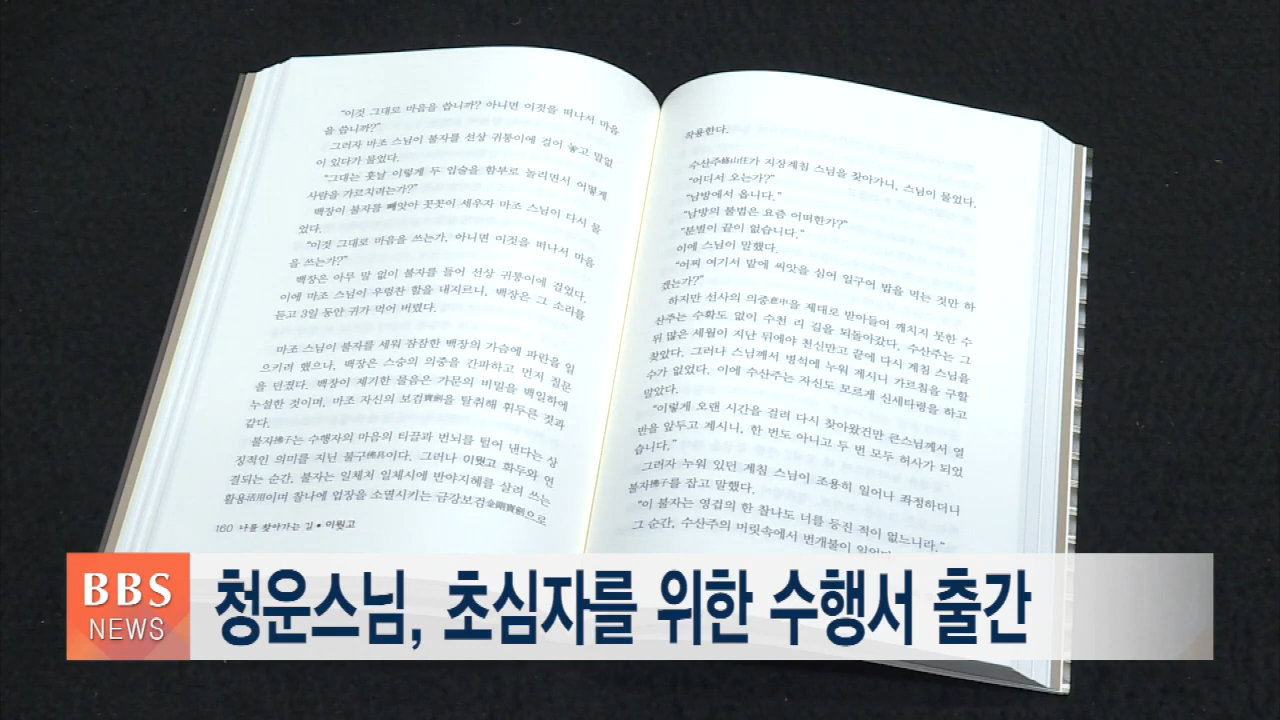 "이것 그대로 마음을 씁니까? 아니면 이것을 떠나서 마음
을 씁니까?"
그러자 마조 스님이 불자를 선상 귀퉁이에 걸어 놓고 말없
이 있다가 물었다.
"그대는 훗날 이렇게 두 입술을 함부로 놀리면서 어떻게
사람을 가르치려는가?"
백장이 불자를 빼앗아 꼿꼿이 세우자 마조 스님이 다시 물
었다.
"이것 그대로 마음을 쓰는가, 아니면 이것을 떠나서 마음
을 쓰는가?"
백장은 아무 말 없이 불자를 들어 선상 귀퉁이에 걸었다.
이에 마조 스님이 우렁찬 할을 내지르니, 백장은 그 소리를
듣고 3일 동안 귀가 먹어 버렸다.
마조 스님이 불자를 세워 잠잠한 백장의 가슴에 파란을 일
으키려 했으나, 백장은 스승의 의중을 간파하고 먼저 질문
을 던졌다. 백장이 제기한 물음은 가문의 비밀을 백일하에
누설한 것이며, 마조 자신의 보검寶劍을 탈취해 휘두른 것과
같다.
불자拂子는 수행자의 마음의 티끌과 번뇌를 털어 낸다는 상
징적인 의미를 지닌 불구佛具이다. 그러나 이뭣고 화두와 연
결되는 순간, 불자는 일체처 일체시에 반야지혜를 살려 쓰는
활용活用이며 찰나에 업장을 소멸시키는 금강보검金剛寶劍으로
160 나를 찾아가는 길 • 이뭣고
작용한다.
수산주脩山主가 지장계침 스님을 찾아가니, 스님이 물었다.
"어디서 오는가?"
"남방에서 옵니다."
"남방의 불법은 요즘 어떠한가?"
"분별이 끝이 없습니다."
이에 스님이 말했다.
"어찌 여기서 밭에 씨앗을 심어 일구어 밥을 먹는 것만 하
겠는가?"
하지만 선사의 의중意中을 제대로 받아들여 깨치지 못한 수
산주는 수확도 없이 수천 리 길을 되돌아갔다. 수산주는 그
뒤 많은 세월이 지난 뒤에야 천신만고 끝에 다시 계침 스님을
찾았다. 그러나 스님께서 병석에 누워 계시니 가르침을 구할
수가 없었다. 이에 수산주는 자신도 모르게 신세타령을 하고
말았다.
"이렇게 오랜 시간을 걸려 다시 찾아왔건만 큰스님께서 열
반을 앞두고 계시니, 한 번도 아니고 두 번 모두 허사가 되었
습니다."
그러자 누워 있던 계침 스님이 조용히 일어나 좌정하더니
불자拂子를 잡고 말했다.
"이 불자는 영겁의 한 찰나도 너를 등진 적이 없느니라."
그 순간, 수산주의 머릿속에서 번개불이
BBS
NEWS
청운스님, 초심자를 위한 수행서 출간